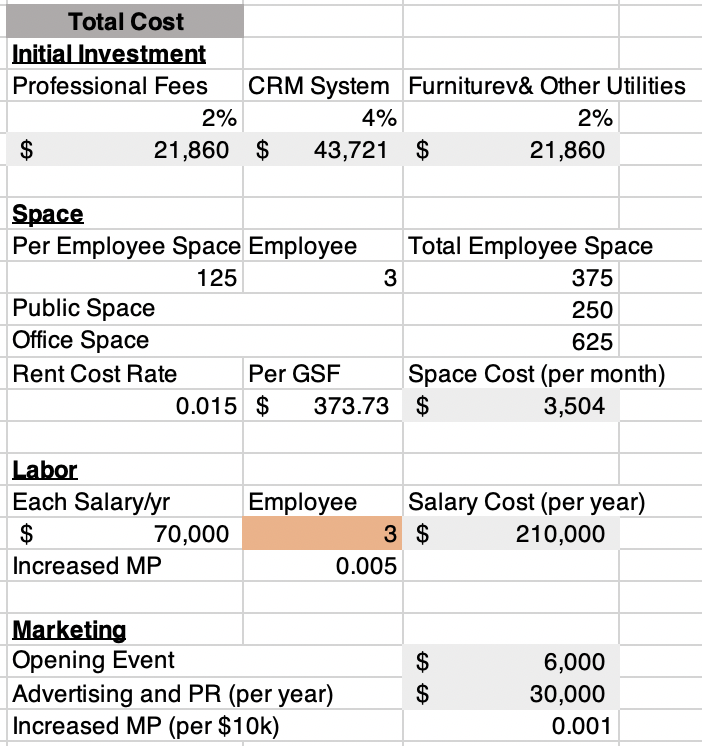 Total Cost
Initial Investment
Professional Fees CRM System Furniturev& Other Utilities
2% 4% 2%
$ 21,860 $ 43,721 $ 21,860
Space
Per Employee Space Employee Total Employee Space
125 3 375
Public Space 250
Office Space 625
Rent Cost Rate Per GSF Space Cost (per month)
0.015 $ 373.73 $ 3,504
Labor
Each Salary/yr Employee Salary Cost (per year)
$ 70,000 3 $ 210,000
Increased MP 0.005
Marketing
Opening Event $ 6,000
Advertising and PR (per year) $ 30,000
Increased MP (per $10k) 0.001